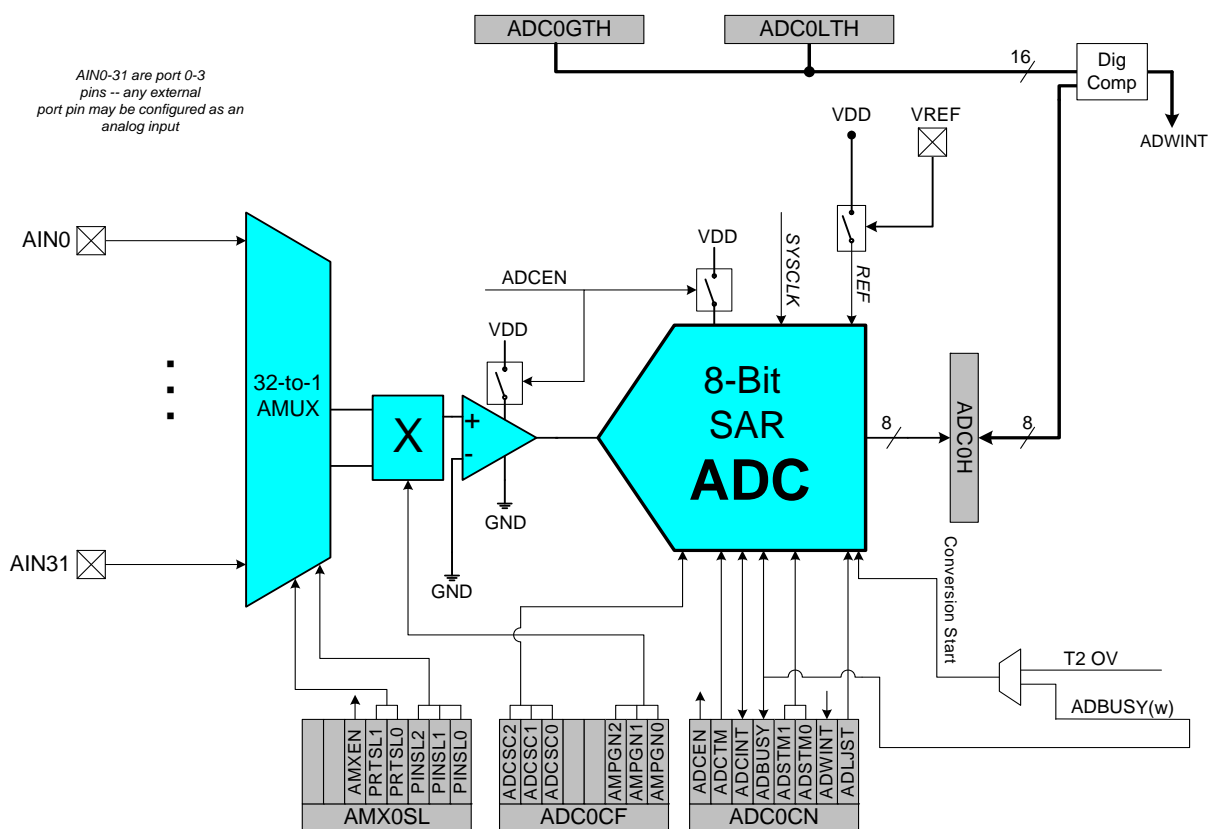 ADC0GTH
ADC0LTH
16
Dig
Comp
ADWINT
AIN0-31 are port 0-3
pins -- any external
port pin may be configured as an
analog input
VDD
VREF
AIN0
VDD
SYSCLK
REF
ADCEN
VDD
32-to-1
AMUX
X
+
-
8-Bit
SAR
ADC
8
ADC0H
8
GND
GND
AIN31
Conversion Start
T2 OV
ADBUSY(w)
AMXEN
PRTSL1
PRTSL0
PINSL2
PINSL1
PINSL0
AMX0SL
ADCSC2
ADCSC1
ADCSC0
AMPGN2
AMPGN1
AMPGN0
ADC0CF
ADCEN
ADCTM
ADCINT
ADBUSY
ADSTM1
ADSTM0
ADWINT
ADLJST
ADC0CN